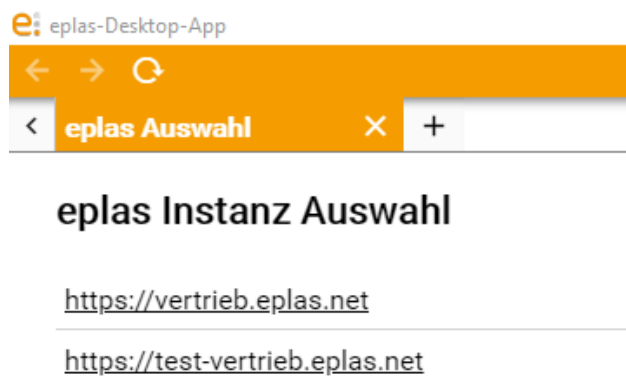 eplas-Desktop-App
eplas Auswahl
eplas Instanz Auswahl
https://vertrieb.eplas.net
https://test-vertrieb.eplas.net